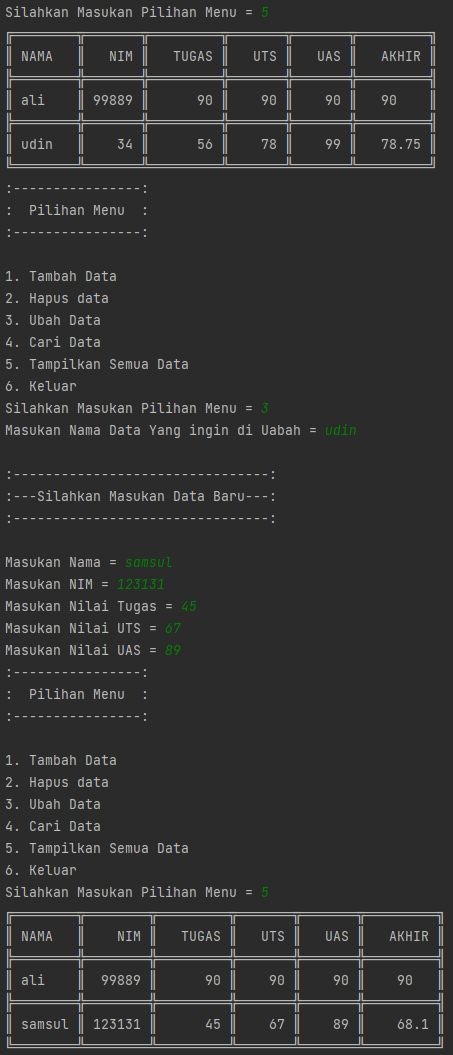 Silahkan Masukan Pilihan Menu = 5
NAMA NIM TUGAS UTS UAS AKHIR
ali 99889 90 90 90 90
udin 34 56 78 99 78.75
:----------------:
:  Pilihan Menu  :
:----------------:
1. Tambah Data
2. Hapus data
3. Ubah Data
4. Cari Data
5. Tampilkan Semua Data
6. Keluar
Silahkan Masukan Pilihan Menu = 3
Masukan Nama Data Yang ingin di Uabah = udin
:--------------------------------:
:---Silahkan Masukan Data Baru---:
:--------------------------------:
Masukan Nama = samsul
Masukan NIM = 123131
Masukan Nilai Tugas = 45
Masukan Nilai UTS = 67
Masukan Nilai UAS = 89
:----------------:
:  Pilihan Menu  :
:----------------:
1. Tambah Data
2. Hapus data
3. Ubah Data
4. Cari Data
5. Tampilkan Semua Data
6. Keluar
Silahkan Masukan Pilihan Menu = 5
NAMA NIM TUGAS UTS UAS AKHIR
ali 99889 90 90 90 90
samsul 123131 45 67 89 68.1